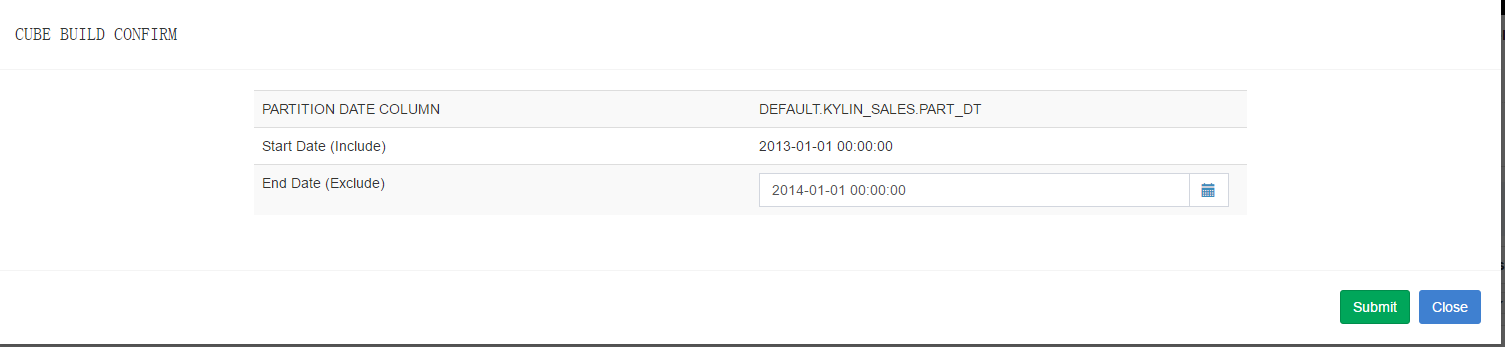 CUBE BUILD CONFIRM
PARTITION DATE COLUMN DEFAULT.KYLIN_SALES.PART_DT
Start Date (Include) 2013-01-01 00:00:00
End Date (Exclude) 2014-01-01 00:00:00
Submit Close